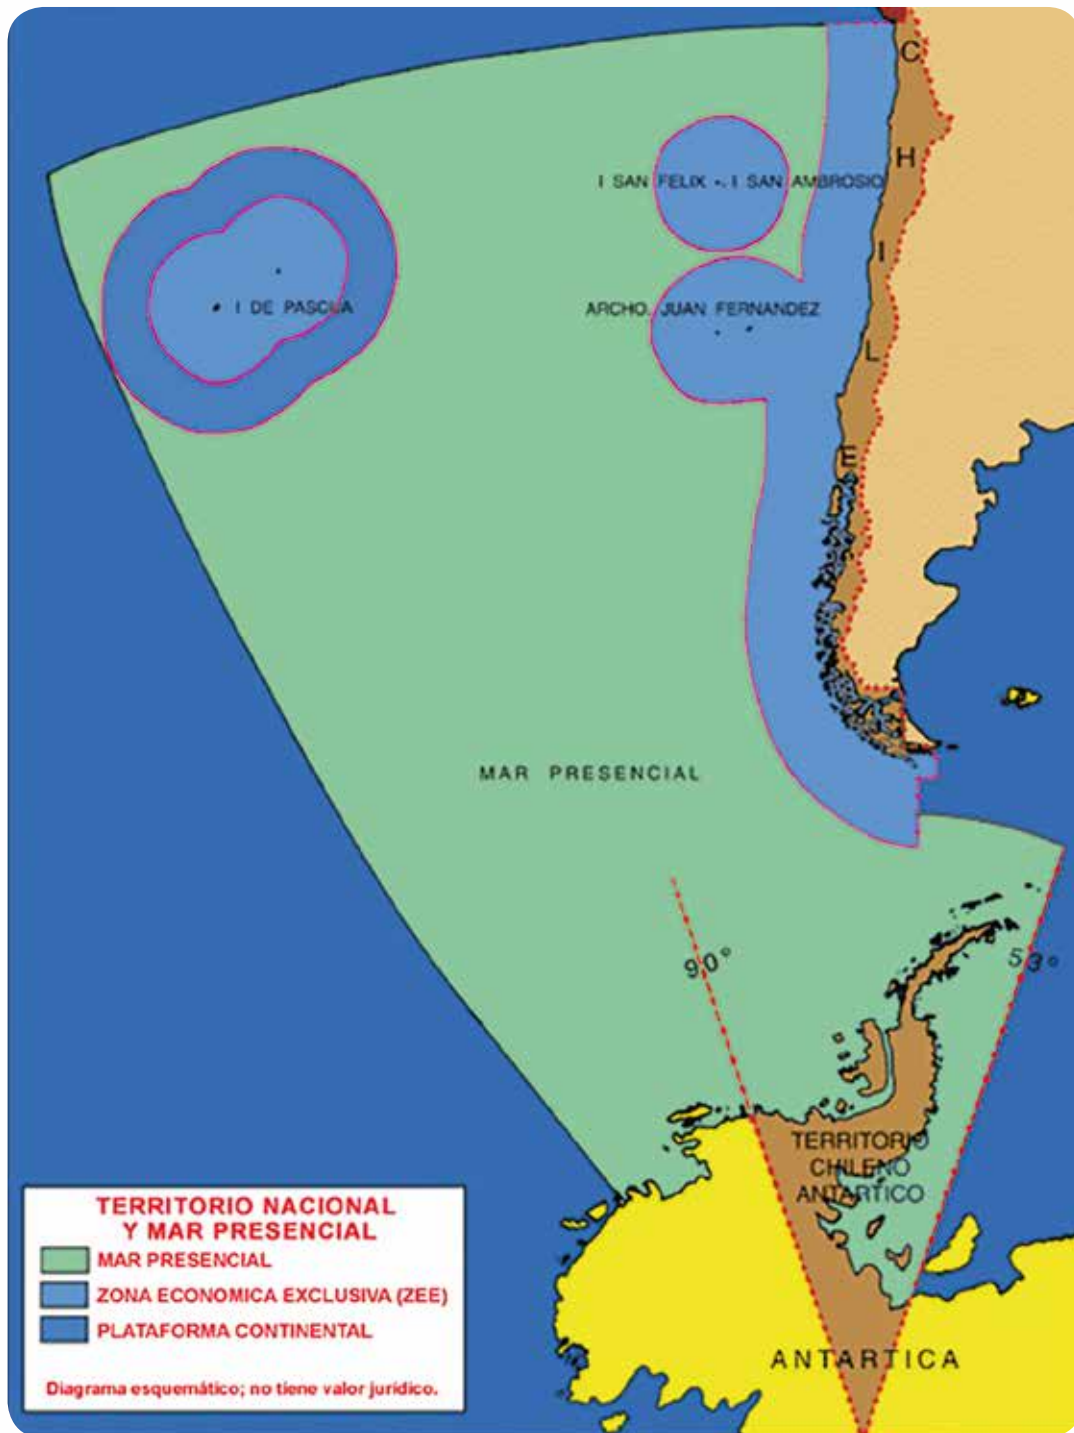 C
H
I
L
E
I SAN FELIX I SAN AMBROSIO
I DE PASCUA
ARCHO. JUAN FERNANDEZ
MAR PRESENCIAL
90°
53°
TERRITORIO
CHILENO
ANTARTICO
ANTARTICA
TERRITORIO NACIONAL
Y MAR PRESENCIAL
MAR PRESENCIAL
ZONA ECONOMICA EXCLUSIVA (ZEE)
PLATAFORMA CONTINENTAL
Diagrama esquemático; no tiene valor jurídico.